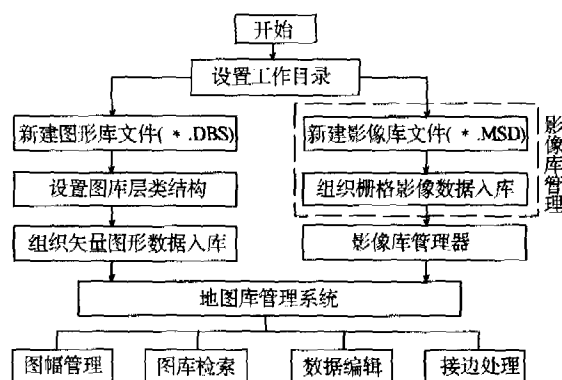 开始
设置工作目录
新建图形库文件( * .DBS)
新建影像库文件( * .MSD)
影像库管理
设置图库层类结构
组织栅格影像数据入库
组织矢量图形数据入库
影像库管理器
地图库管理系统
图幅管理
图库检索
数据编辑
接边处理